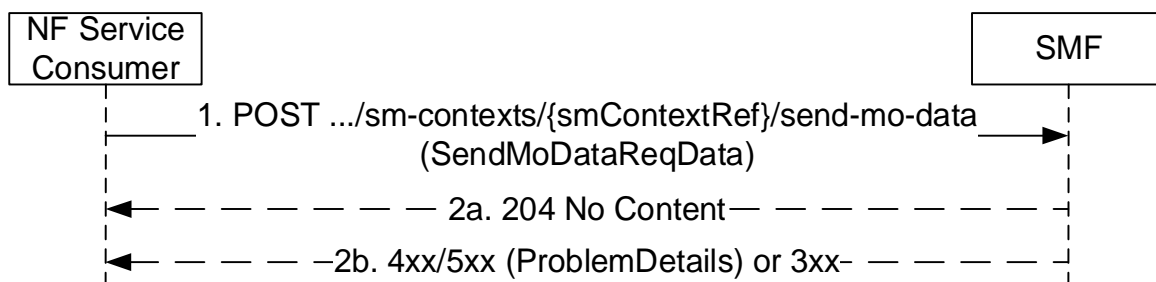 NF Service
Consumer
SMF
1. POST .../sm-contexts/{smContextRef}/send-mo-data
(SendMoDataReqData)
2a. 204 No Content
2b. 4xx/5xx (ProblemDetails) or 3xx